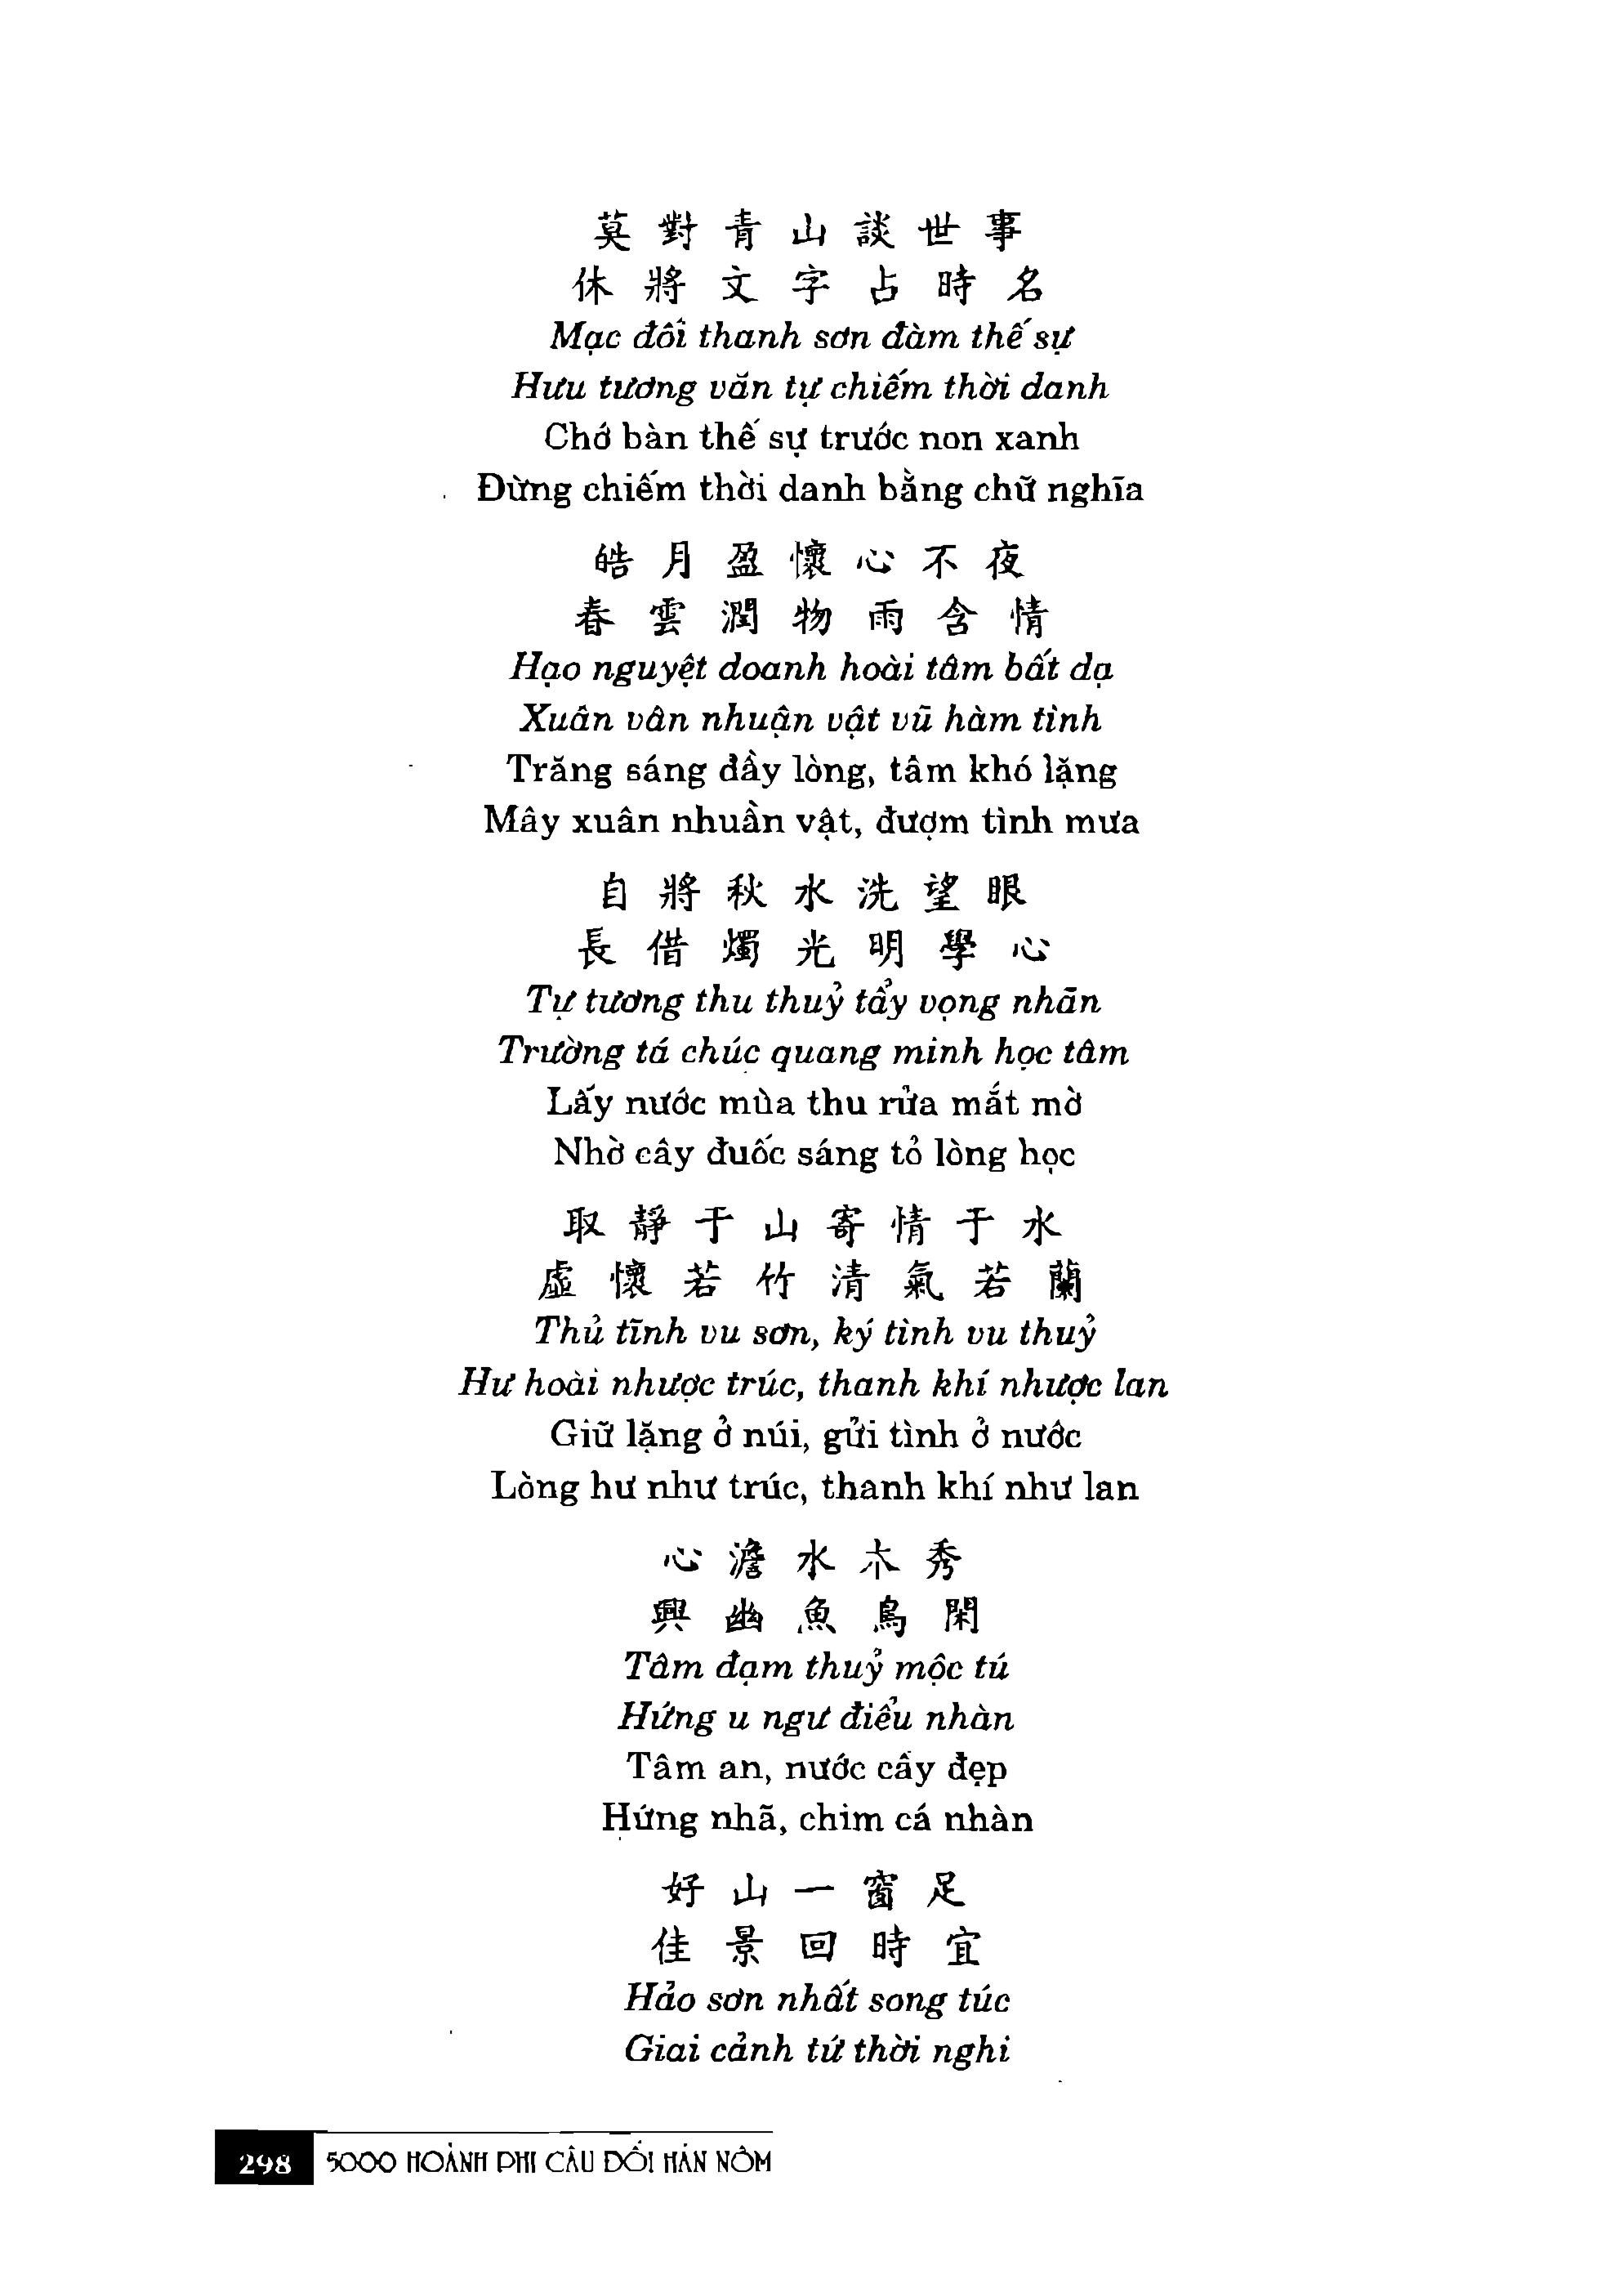 莫對青山談世事
休將文字占時名
Mạc đối thanh sơn đàm thế sự
Hưu tương văn tự chiếm thời danh
Chớ bàn thế sự trước non xanh
Đừng chiếm thời danh bằng chữ nghĩa
皓月盈懷心不夜
春雲潤物雨含情
Hạo nguyệt doanh hoài tâm bất dạ
Xuân vân nhuận vật vũ hàm tình
Trăng sáng đầy lòng, tâm khó lặng
Mây xuân nhuần vật, đượm tình mưa
自將秋水洗望眼
長借燭光明學心
Tự tương thu thuỷ tẩy vọng nhãn
Trường tá chúc quang minh học tâm
Lấy nước mùa thu rửa mắt mờ
Nhờ cây đuốc sáng tỏ lòng học
取靜于山寄情于水
虛懷若竹清氣若蘭
Thủ tĩnh vu sơn, ký tình vu thuỷ
Hư hoài nhược trúc, thanh khí nhược lan
Giữ lặng ở núi, gửi tình ở nước
Lòng hư như trúc, thanh khí như lan
心澹水木秀
興幽魚鳥閑
Tâm đạm thuỷ mộc tú
Hứng u ngư điểu nhàn
Tâm an, nước cây đẹp
Hứng nhã, chim cá nhàn
好山一窗足
佳景回時宜
Hảo sơn nhất song túc
Giai cảnh tứ thời nghi
298 5000 HOÀNH PHI CÂU ĐỐI HÁN NÔM